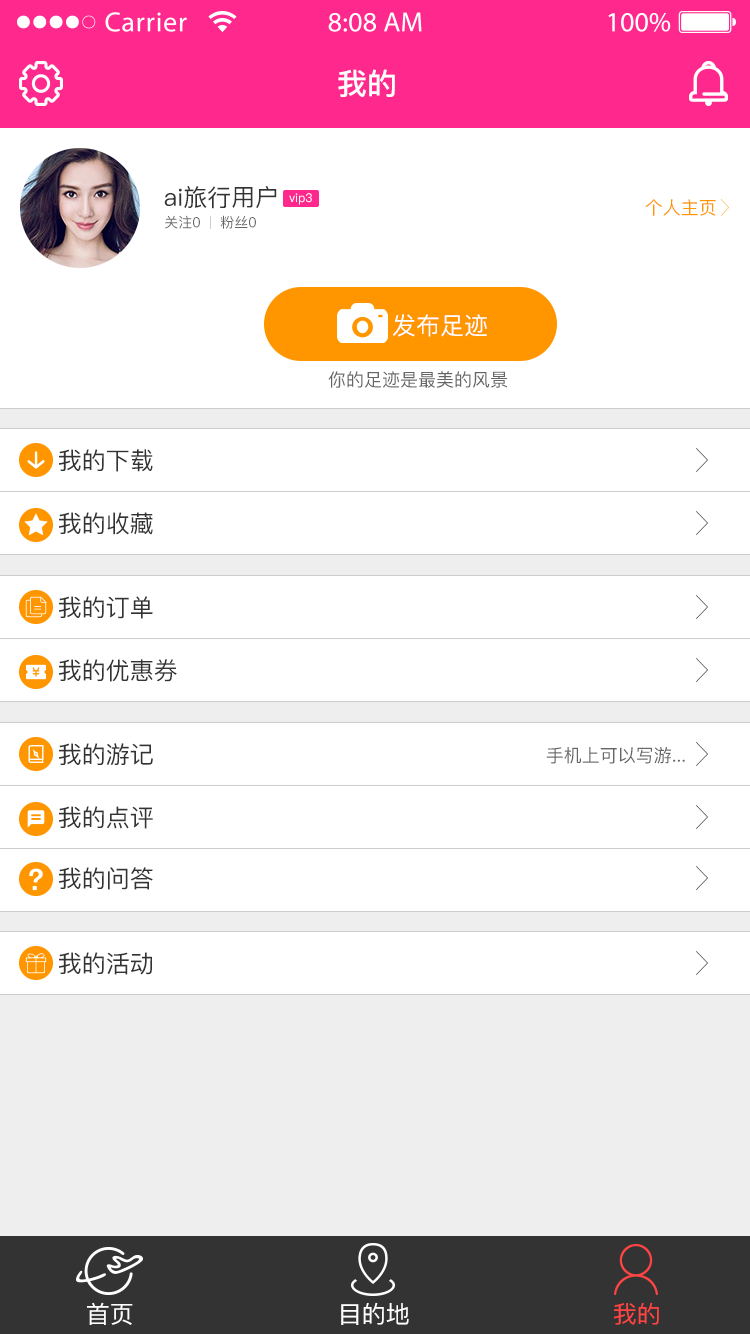 Carrier 8:08 AM 100%
我的
ai旅行用户 vip3
关注0 粉丝0
个人主页
发布足迹
你的足迹是最美的风景
我的下载
我的收藏
我的订单
我的优惠券
我的游记 手机上可以写游...
我的点评
我的问答
我的活动
首页 目的地 我的